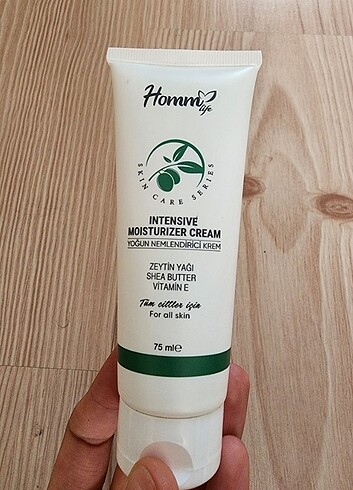 Homm
life
SKIN CARE SERIES
INTENSIVE
MOISTURIZER CREAM
YOĞUN NEMLENDİRİCİ KREM
ZEYTİN YAĞI
SHEA BUTTER
VİTAMİN E
Tüm ciltler için
For all skin
75 ml℮